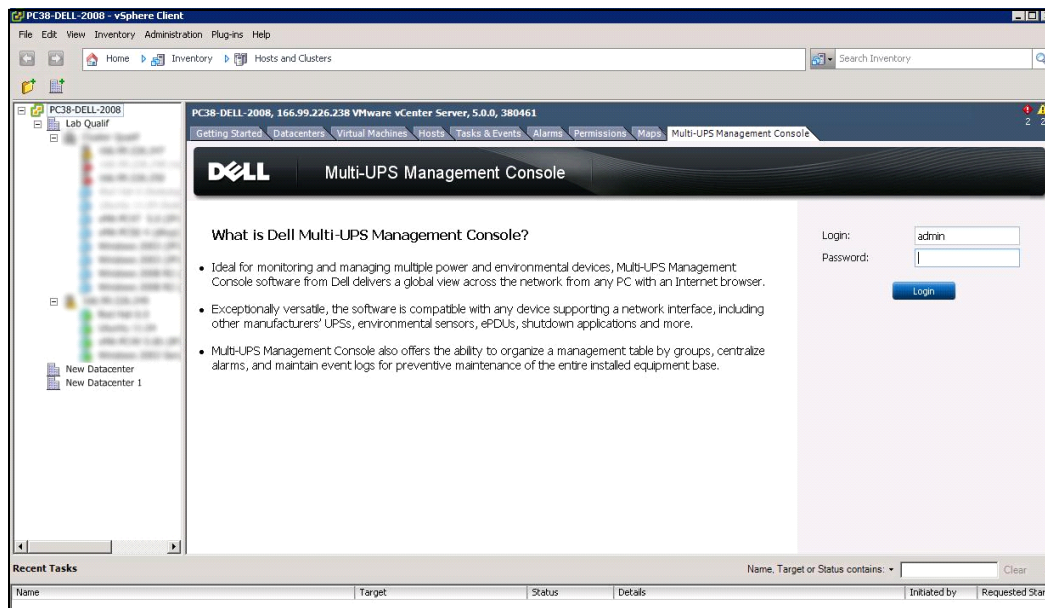 PC38-DELL-2008 - vSphere Client
File Edit View Inventory Administration Plug-ins Help
Home Inventory Hosts and Clusters
Search Inventory
PC38-DELL-2008
Lab Qualif
New Datacenter
New Datacenter 1
PC38-DELL-2008, 166.99.226.238 VMware vCenter Server, 5.0.0, 380461
2 2
Getting Started Datacenters Virtual Machines Hosts Tasks & Events Alarms Permissions Maps Multi-UPS Management Console
DELL Multi-UPS Management Console
What is Dell Multi-UPS Management Console?
• Ideal for monitoring and managing multiple power and environmental devices, Multi-UPS Management
Console software from Dell delivers a global view across the network from any PC with an Internet browser.
• Exceptionally versatile, the software is compatible with any device supporting a network interface, including
other manufacturers' UPSs, environmental sensors, ePDUs, shutdown applications and more.
• Multi-UPS Management Console also offers the ability to organize a management table by groups, centralize
alarms, and maintain event logs for preventive maintenance of the entire installed equipment base.
Login: admin
Password:
Login
Recent Tasks
Name, Target or Status contains: Clear
Name Target Status Details Initiated by Requested Star